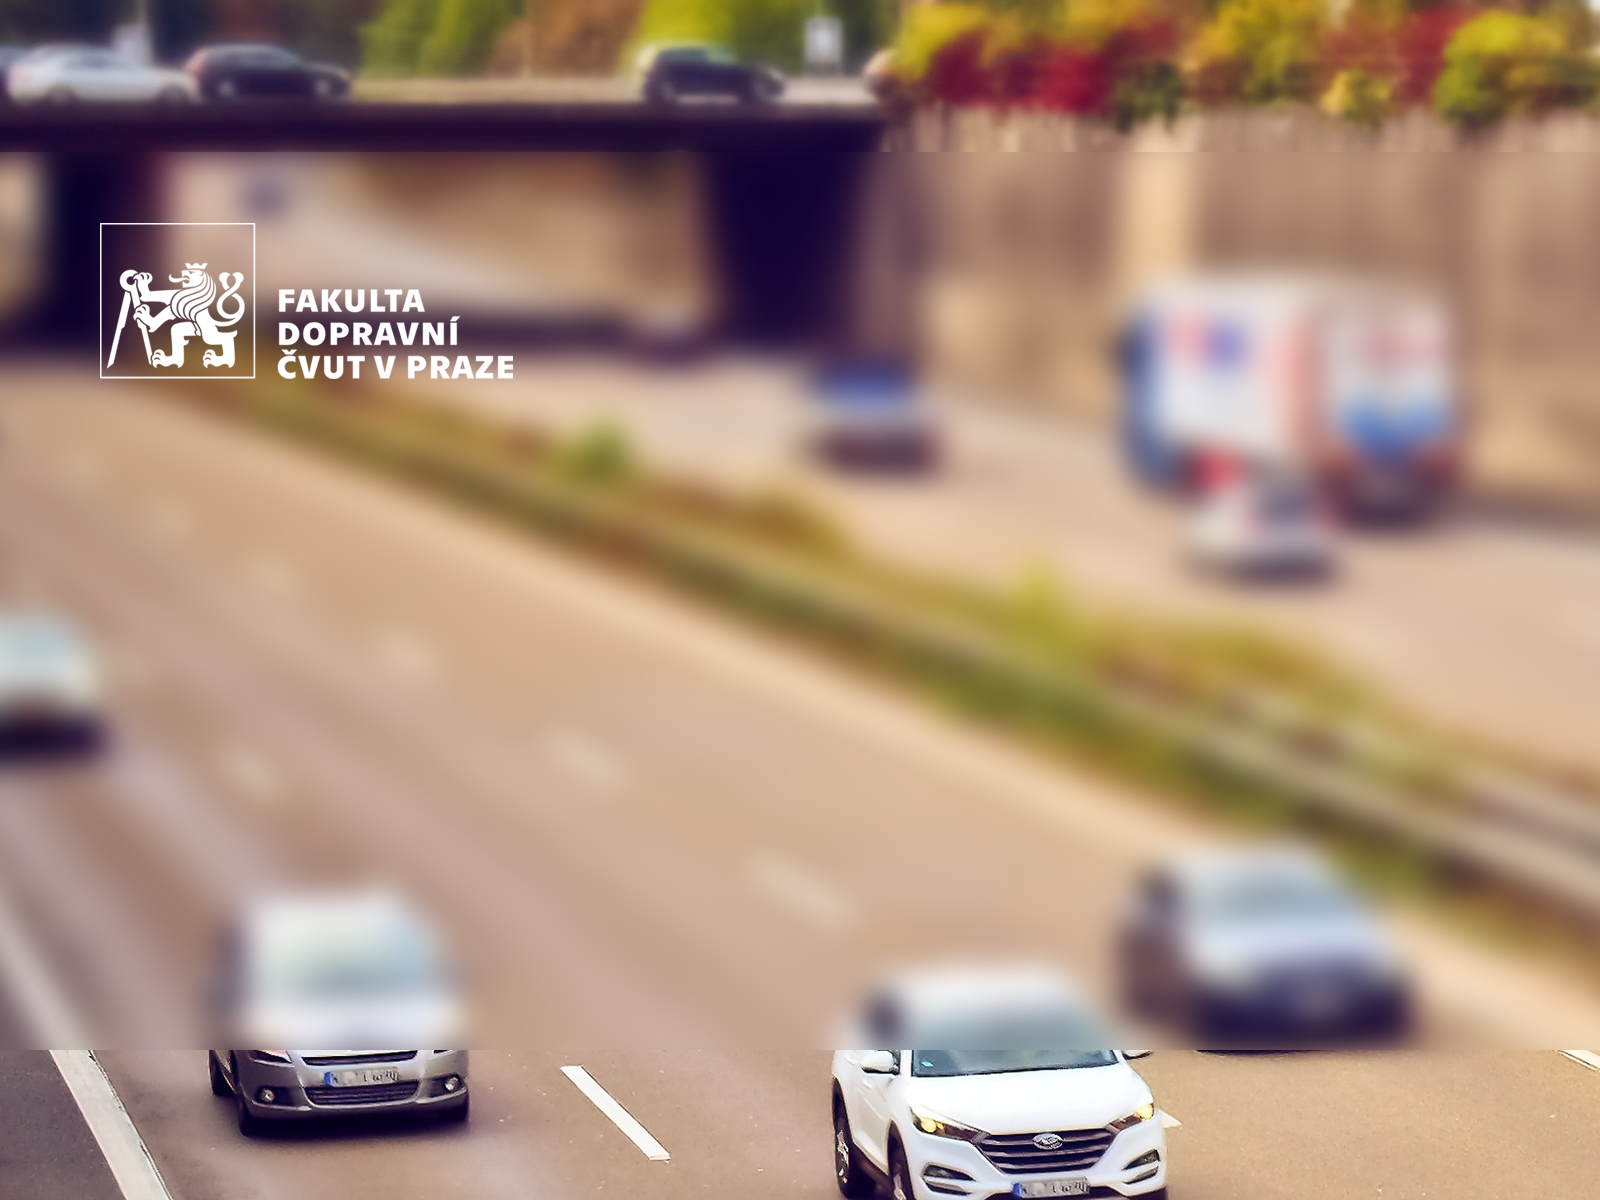 FAKULTA
DOPRAVNÍ
ČVUT V PRAZE